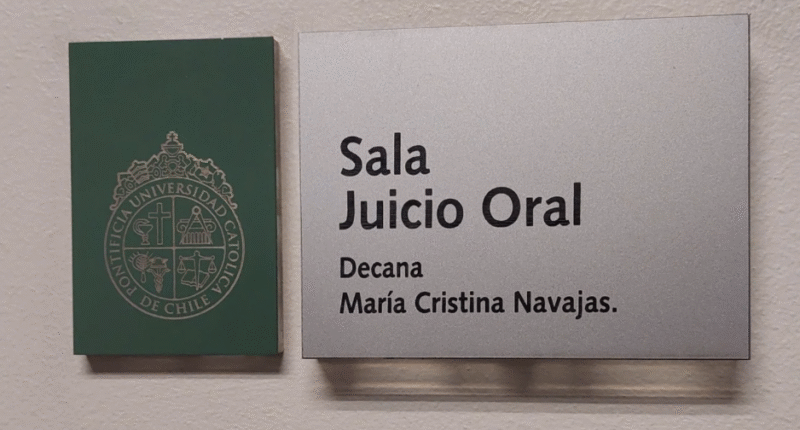 PONTIFICIA UNIVERSIDAD CATOLICA
DE CHILE
Sala
Juicio Oral
Decana
María Cristina Navajas.